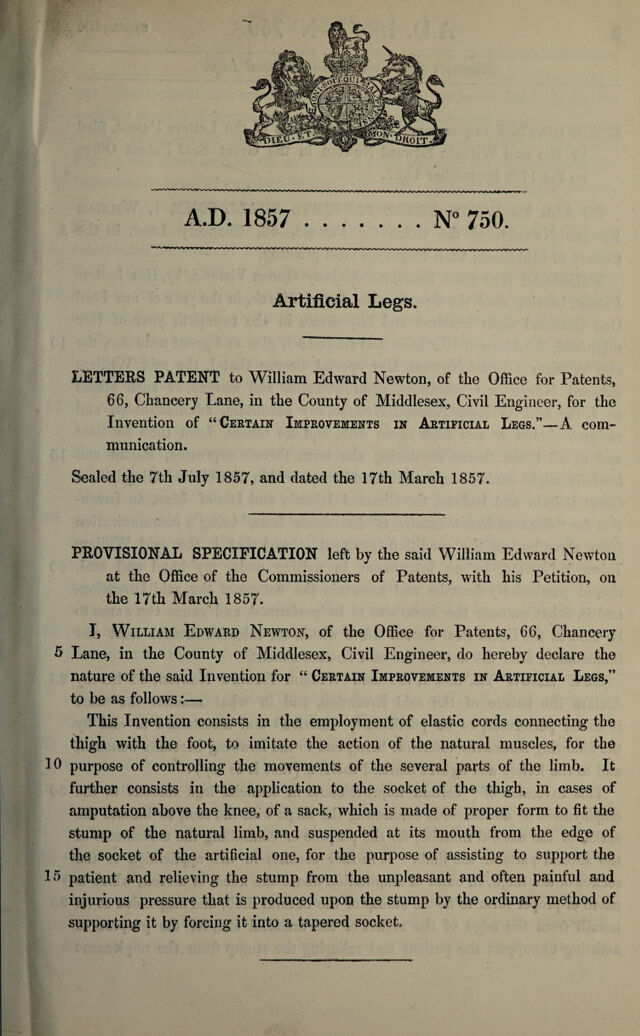 HONI SOIT QUI MAL
DIEU · ET MON · DROIT
A.D. 1857 . . . . . . . . N° 750.
Artificial Legs.
LETTERS PATENT to William Edward Newton, of the Office for Patents,
66, Chancery Lane, in the County of Middlesex, Civil Engineer, for the
Invention of “CERTAIN IMPROVEMENTS IN ARTIFICIAL LEGS.”—A com-
munication.
Sealed the 7th July 1857, and dated the 17th March 1857.
PROVISIONAL SPECIFICATION left by the said William Edward Newton
at the Office of the Commissioners of Patents, with his Petition, on
the 17th March 1857.
I, WILLIAM EDWARD NEWTON, of the Office for Patents, 66, Chancery
5 Lane, in the County of Middlesex, Civil Engineer, do hereby declare the
nature of the said Invention for “ CERTAIN IMPROVEMENTS IN ARTIFICIAL LEGS,”
to be as follows:—
This Invention consists in the employment of elastic cords connecting the
thigh with the foot, to imitate the action of the natural muscles, for the
10 purpose of controlling the movements of the several parts of the limb. It
further consists in the application to the socket of the thigh, in cases of
amputation above the knee, of a sack, which is made of proper form to fit the
stump of the natural limb, and suspended at its mouth from the edge of
the socket of the artificial one, for the purpose of assisting to support the
15 patient and relieving the stump from the unpleasant and often painful and
injurious pressure that is produced upon the stump by the ordinary method of
supporting it by forcing it into a tapered socket.